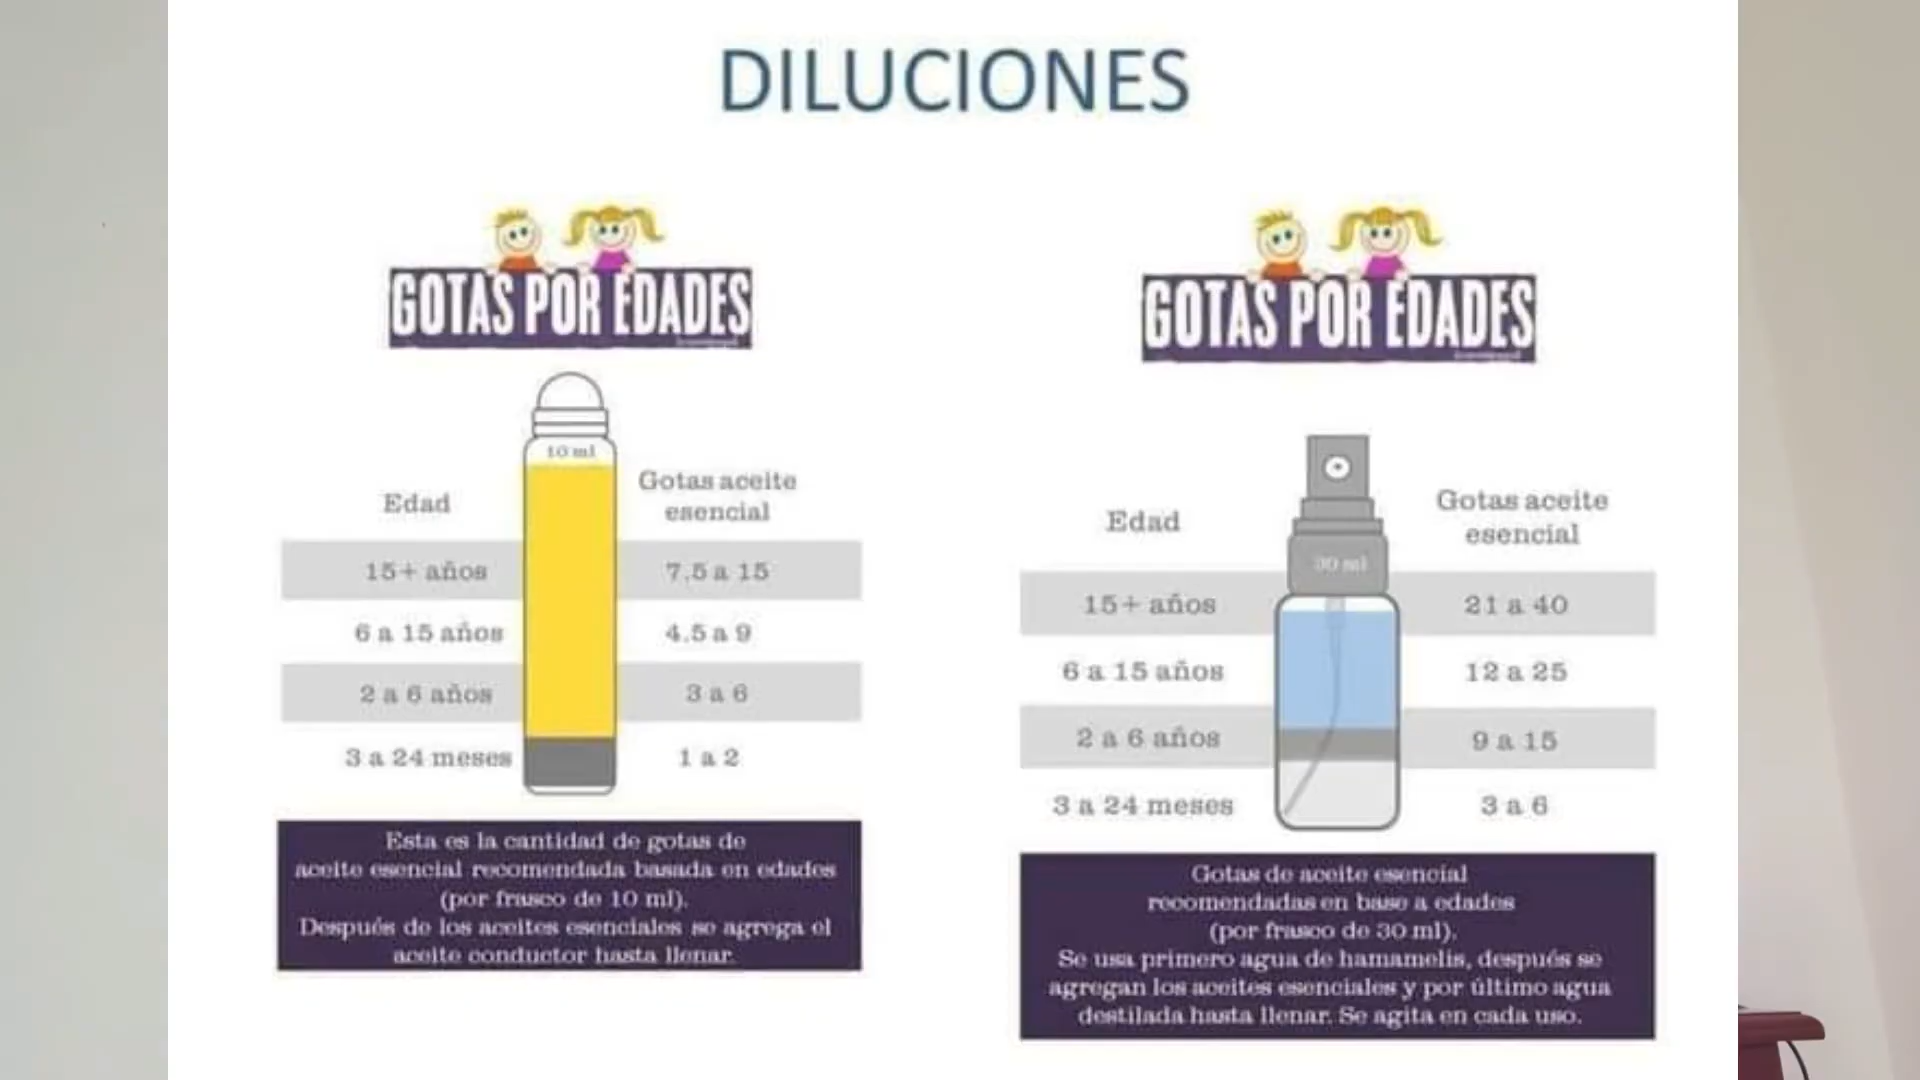 DILUCIONES
GOTAS POR EDADES
10 ml
Edad
Gotas aceite
esencial
15+ años
7.5 a 15
6 a 15 años
4.5 a 9
2 a 6 años
3 a 6
3 a 24 meses
1 a 2
Esta es la cantidad de gotas de
aceite esencial recomendada basada en edades
(por frasco de 10 ml).
Después de los aceites esenciales se agrega el
aceite conductor hasta llenar.
GOTAS POR EDADES
30 ml
Edad
Gotas aceite
esencial
15+ años
21 a 40
6 a 15 años
12 a 25
2 a 6 años
9 a 15
3 a 24 meses
3 a 6
Gotas de aceite esencial
recomendadas en base a edades
(por frasco de 30 ml).
Se usa primero agua de hamamelis, después se
agregan los aceites esenciales y por último agua
destilada hasta llenar. Se agita en cada uso.